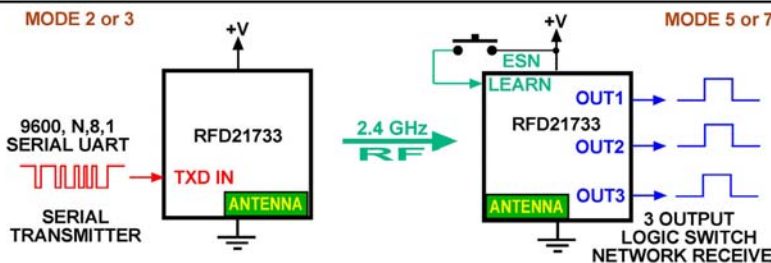 MODE 2 or 3
+V
9600, N,8,1
SERIAL UART
RFD21733
TXD IN
ANTENNA
SERIAL
TRANSMITTER
2.4 GHz
RF
MODE 5 or 7
+V
ESN
LEARN
OUT1
RFD21733
OUT2
OUT3
ANTENNA
3 OUTPUT
LOGIC SWITCH
NETWORK RECEIVE